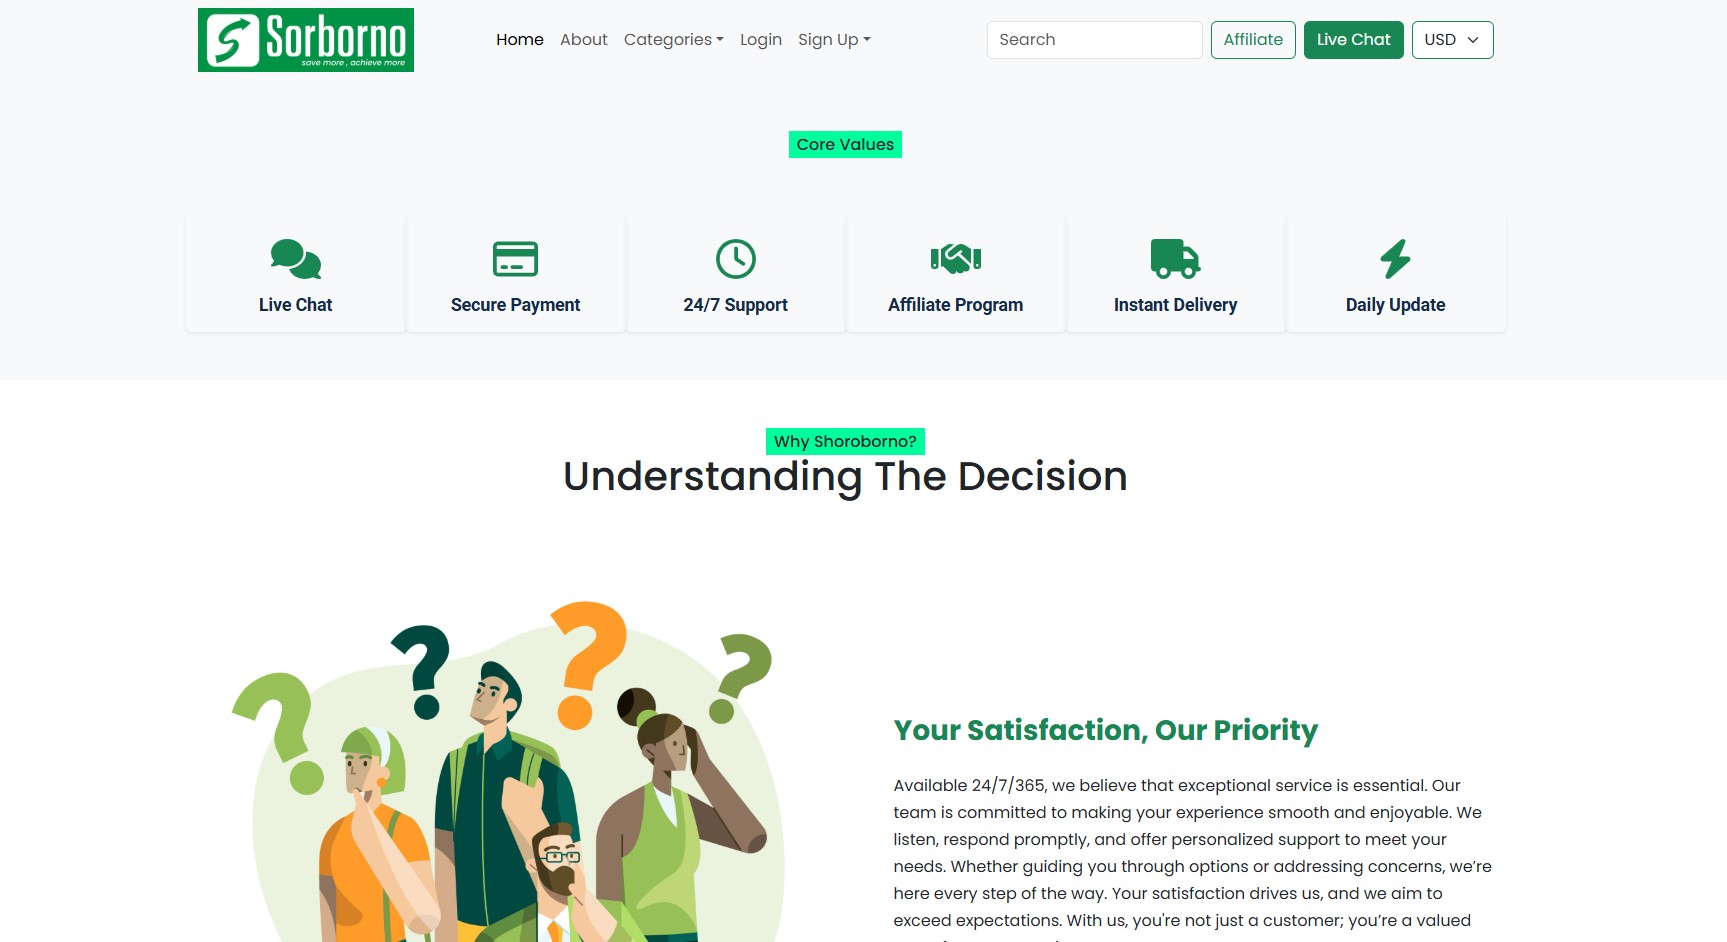 Sorborno
save more , achieve more
Home About Categories Login Sign Up Search Affiliate Live Chat USD
Core Values
Live Chat Secure Payment 24/7 Support Affiliate Program Instant Delivery Daily Update
Why Shoroborno?
Understanding The Decision
? ? ? ?
Your Satisfaction, Our Priority
Available 24/7/365, we believe that exceptional service is essential. Our
team is committed to making your experience smooth and enjoyable. We
listen, respond promptly, and offer personalized support to meet your
needs. Whether guiding you through options or addressing concerns, we’re
here every step of the way. Your satisfaction drives us, and we aim to
exceed expectations. With us, you're not just a customer; you’re a valued